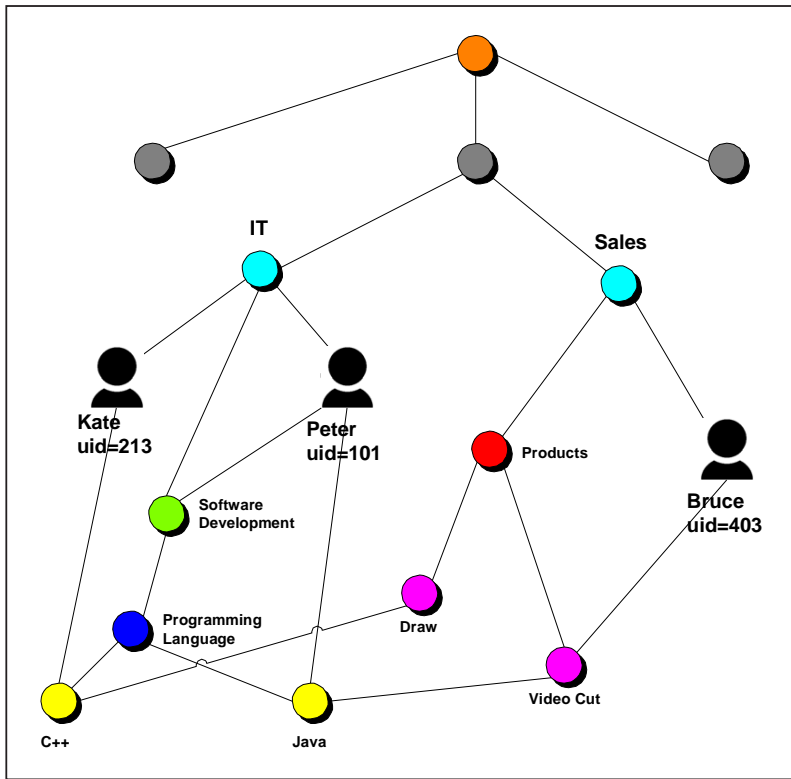 IT
Sales
Kate
uid=213
Peter
uid=101
Products
Bruce
uid=403
Software
Development
Programming
Language
Draw
Video Cut
C++
Java